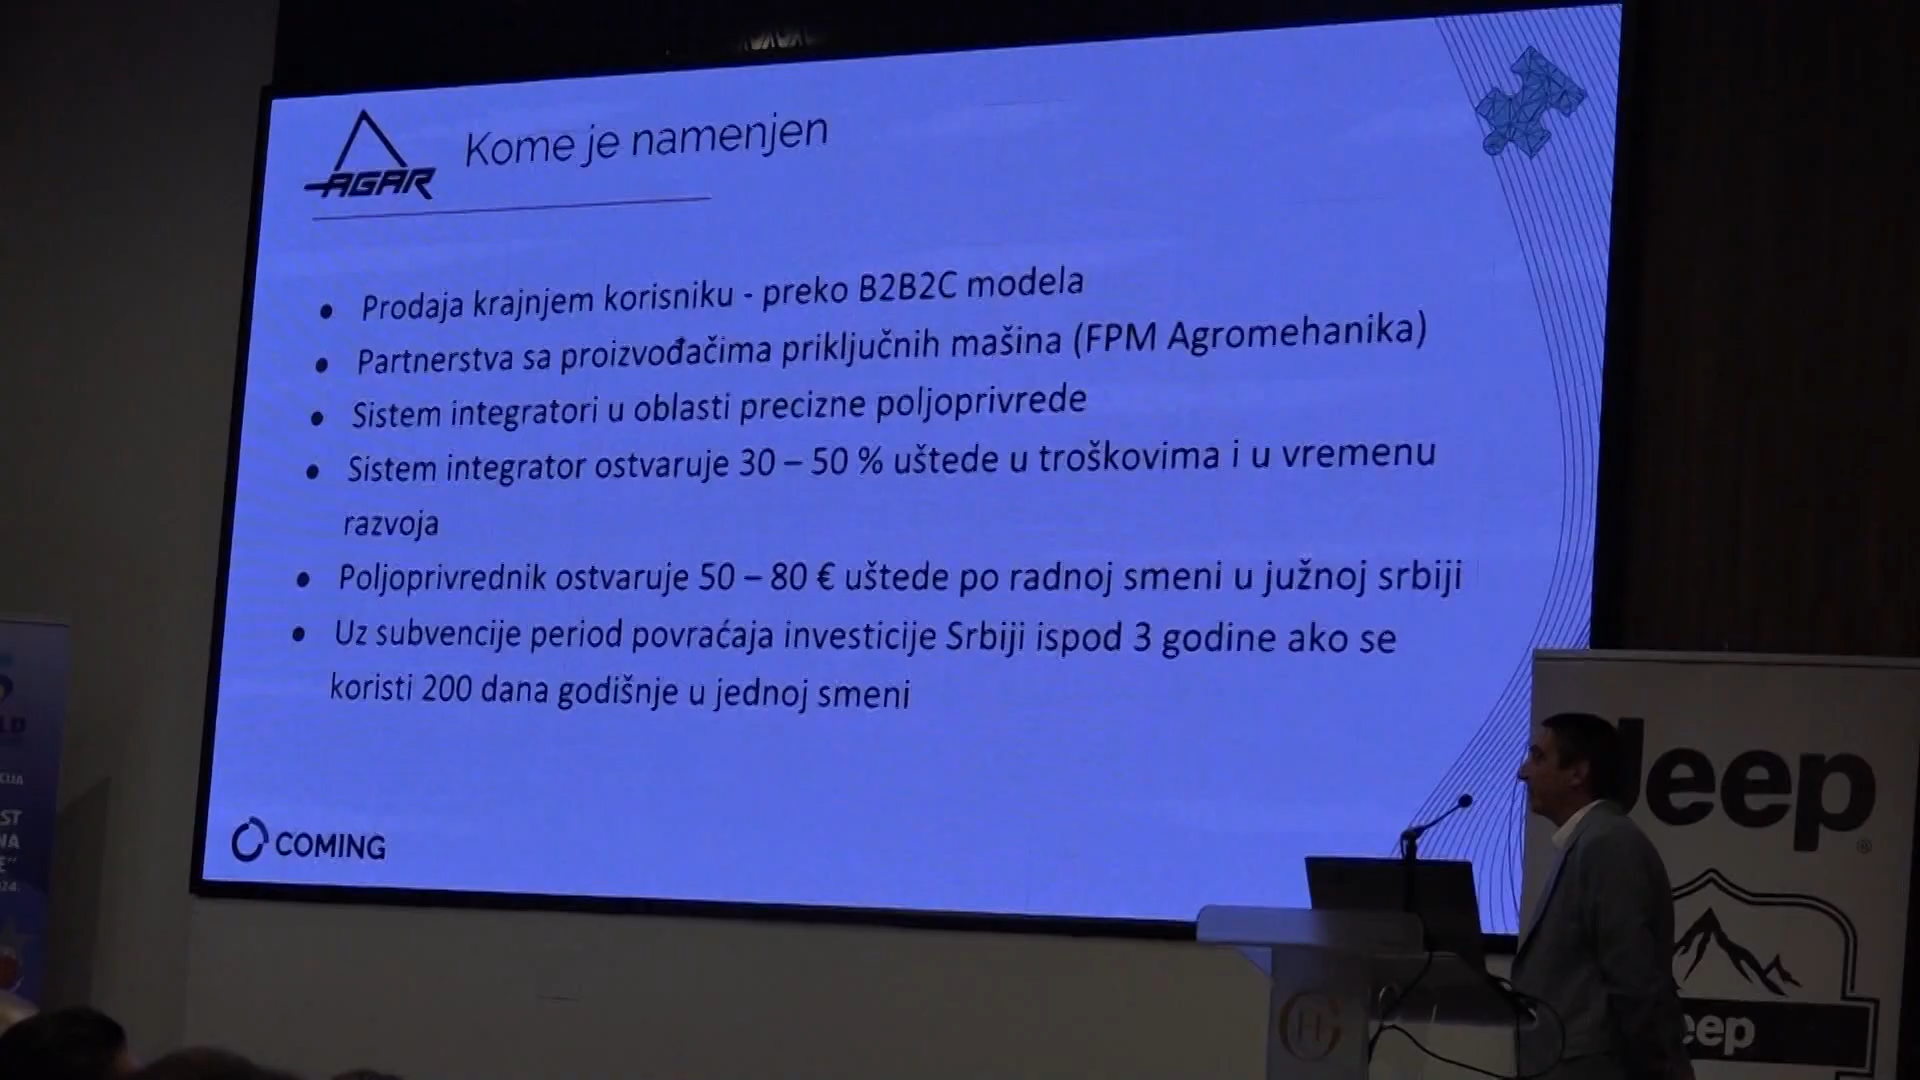 AGAR
Kome je namenjen
Prodaja krajnjem korisniku - preko B2B2C modela
Partnerstva sa proizvođačima priključnih mašina (FPM Agromehanika)
Sistem integratori u oblasti precizne poljoprivrede
Sistem integrator ostvaruje 30 – 50 % uštede u troškovima i u vremenu
razvoja
Poljoprivrednik ostvaruje 50 – 80 € uštede po radnoj smeni u južnoj srbiji
Uz subvencije period povraćaja investicije Srbiji ispod 3 godine ako se
koristi 200 dana godišnje u jednoj smeni
COMING
Jeep
®